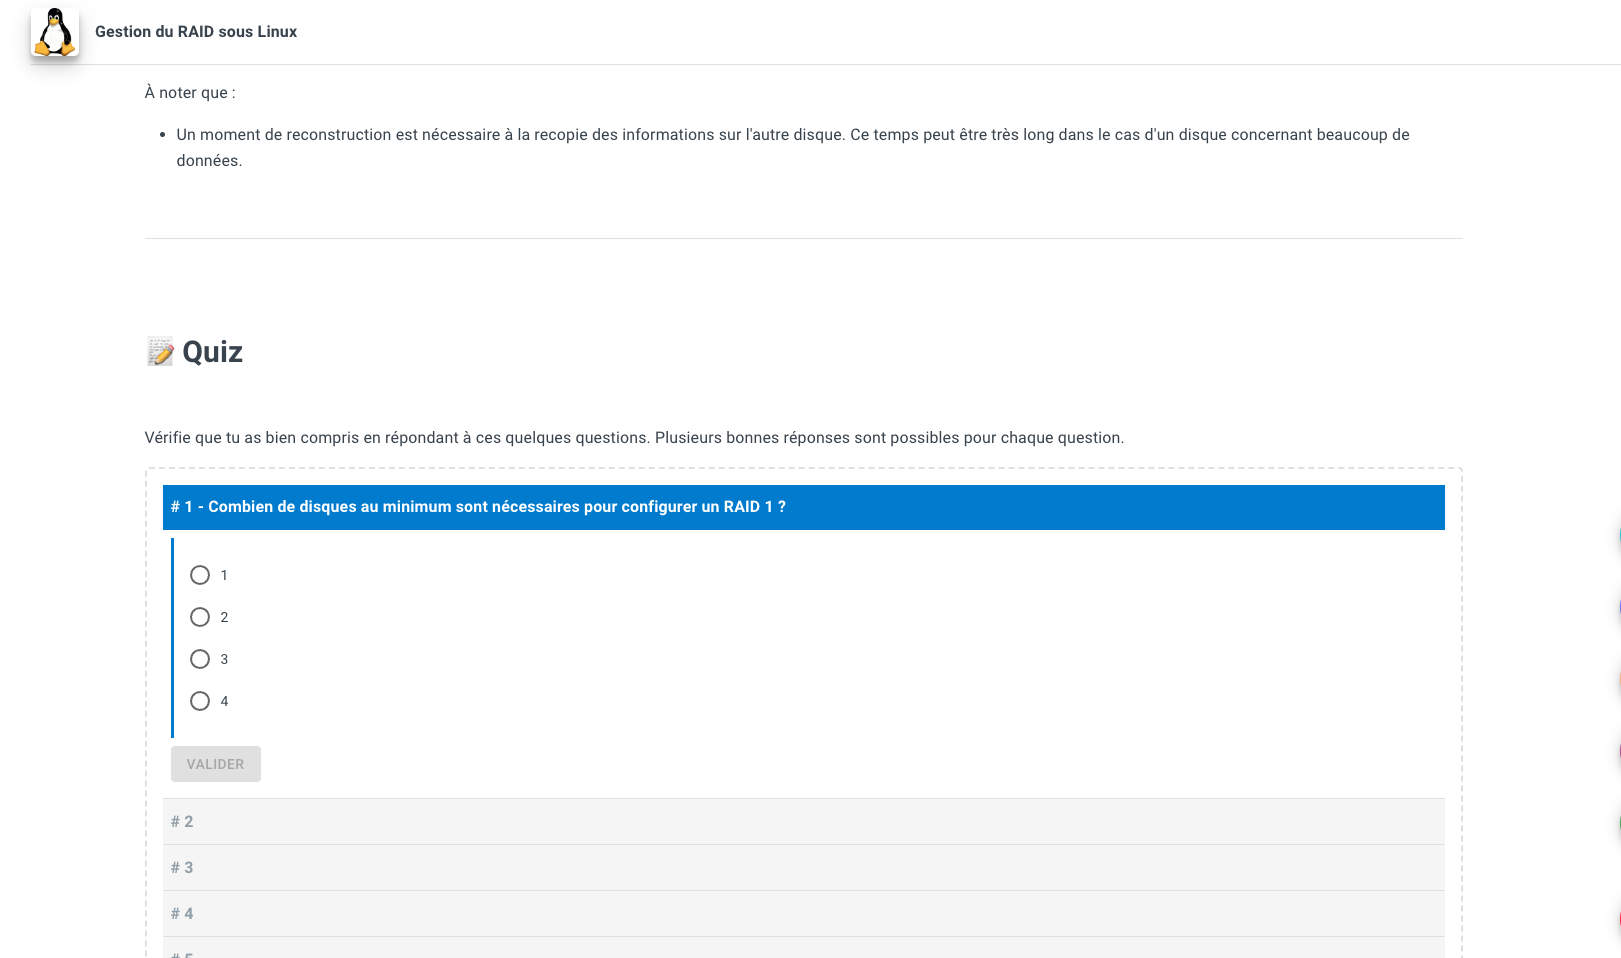 Gestion du RAID sous Linux
À noter que :
Un moment de reconstruction est nécessaire à la recopie des informations sur l'autre disque. Ce temps peut être très long dans le cas d'un disque concernant beaucoup de
données.
Quiz
Vérifie que tu as bien compris en répondant à ces quelques questions. Plusieurs bonnes réponses sont possibles pour chaque question.
# 1 - Combien de disques au minimum sont nécessaires pour configurer un RAID 1 ?
1
2
3
4
VALIDER
# 2
# 3
# 4
# 5